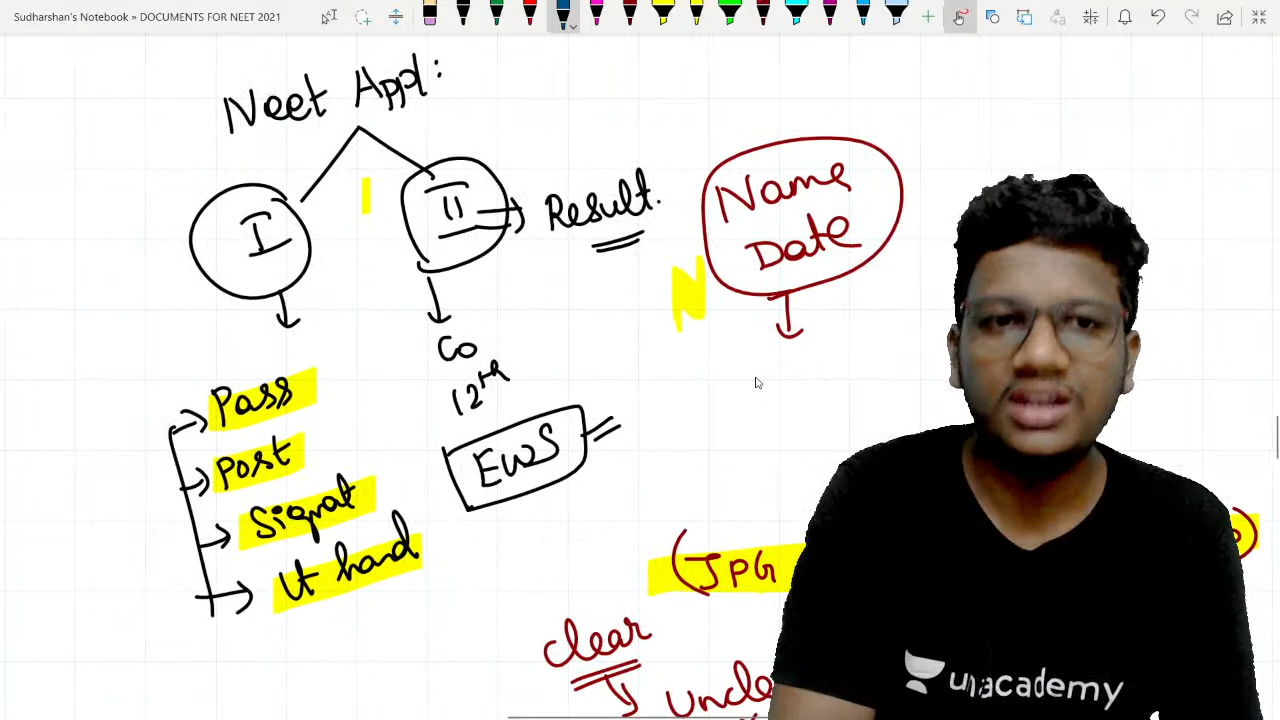 Sudharshan's Notebook » DOCUMENTS FOR NEET 2021
Neet Appl:
I
II
Result.
Name
Date
N
Co
12th
Pass
Post
Signat
Lt hand
EWS
(JPG
clear
uncle
unacademy